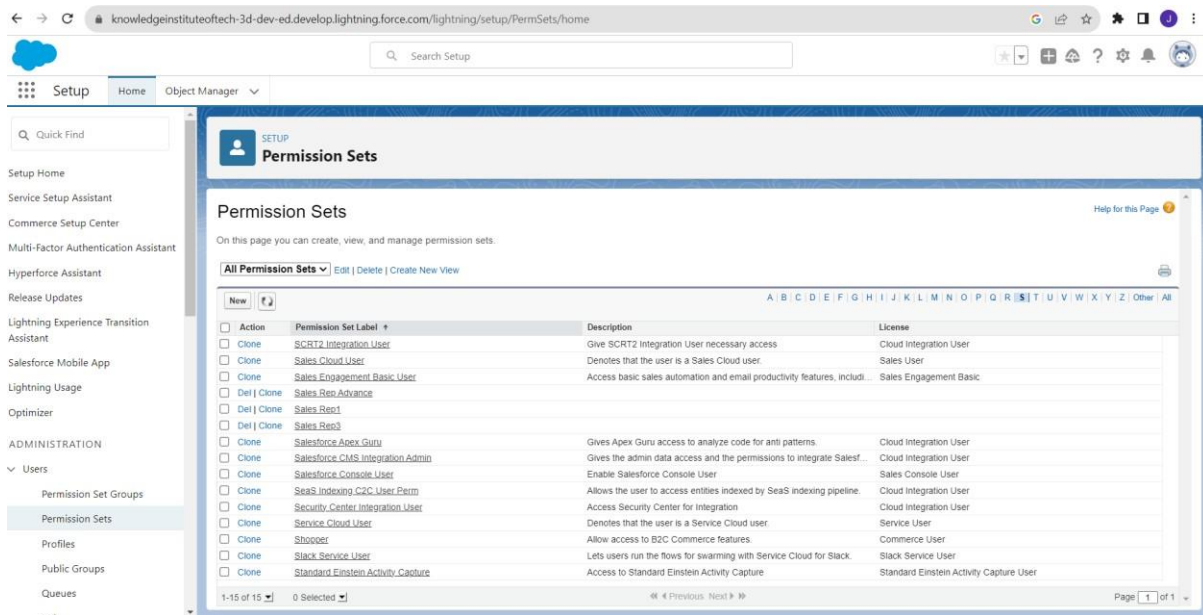 knowledgeinstituteoftech-3d-dev-ed.develop.lightning.force.com/lightning/setup/PermSets/home
J
Search Setup
Setup Home Object Manager
Quick Find
Setup Home
Service Setup Assistant
Commerce Setup Center
Multi-Factor Authentication Assistant
Hyperforce Assistant
Release Updates
Lightning Experience Transition
Assistant
Salesforce Mobile App
Lightning Usage
Optimizer
ADMINISTRATION
Users
Permission Set Groups
Permission Sets
Profiles
Public Groups
Queues
SETUP
Permission Sets
Permission Sets
Help for this Page
On this page you can create, view, and manage permission sets.
All Permission Sets Edit | Delete | Create New View
New A | B | C | D | E | F | G | H | I | J | K | L | M | N | O | P | Q | R | S | T | U | V | W | X | Y | Z | Other | All
Action Permission Set Label ↑ Description License
Clone SCRT2 Integration User Give SCRT2 Integration User necessary access Cloud Integration User
Clone Sales Cloud User Denotes that the user is a Sales Cloud user. Sales User
Clone Sales Engagement Basic User Access basic sales automation and email productivity features, includi... Sales Engagement Basic
Del | Clone Sales Rep Advance
Del | Clone Sales Rep1
Del | Clone Sales Rep3
Clone Salesforce Apex Guru Gives Apex Guru access to analyze code for anti patterns. Cloud Integration User
Clone Salesforce CMS Integration Admin Gives the admin data access and the permissions to integrate Salesf... Cloud Integration User
Clone Salesforce Console User Enable Salesforce Console User Sales Console User
Clone SeaS Indexing C2C User Perm Allows the user to access entities indexed by SeaS indexing pipeline. Cloud Integration User
Clone Security Center Integration User Access Security Center for Integration Cloud Integration User
Clone Service Cloud User Denotes that the user is a Service Cloud user. Service User
Clone Shopper Allow access to B2C Commerce features. Commerce User
Clone Slack Service User Lets users run the flows for swarming with Service Cloud for Slack. Slack Service User
Clone Standard Einstein Activity Capture Access to Standard Einstein Activity Capture Standard Einstein Activity Capture User
1-15 of 15 0 Selected Previous Next Page 1 of 1